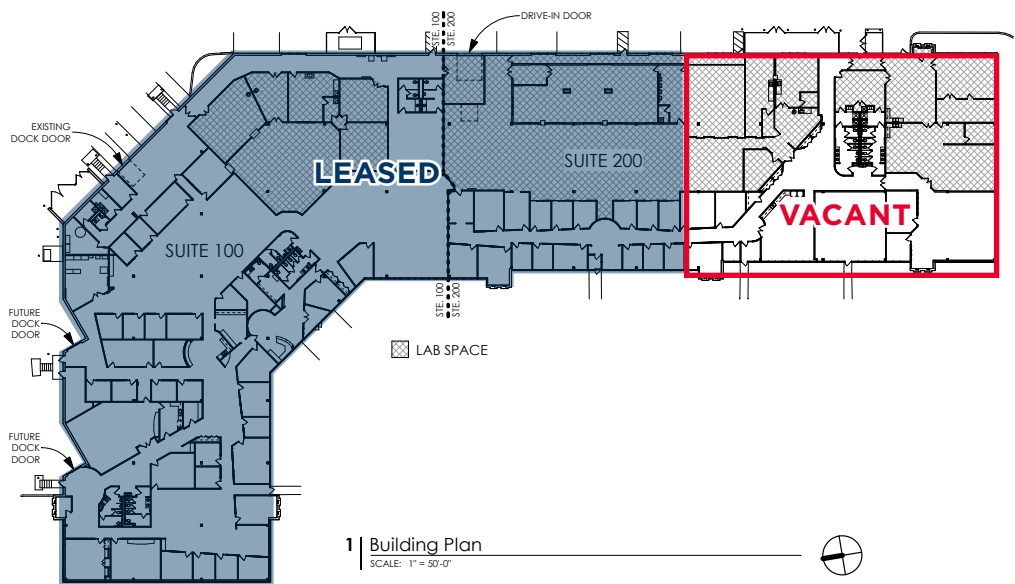 STE. 100
STE. 200
DRIVE-IN DOOR
EXISTING
DOCK DOOR
LEASED
SUITE 200
VACANT
SUITE 100
STE. 100
STE. 200
FUTURE
DOCK
DOOR
LAB SPACE
FUTURE
DOCK
DOOR
1 Building Plan
SCALE: 1" = 50'-0"